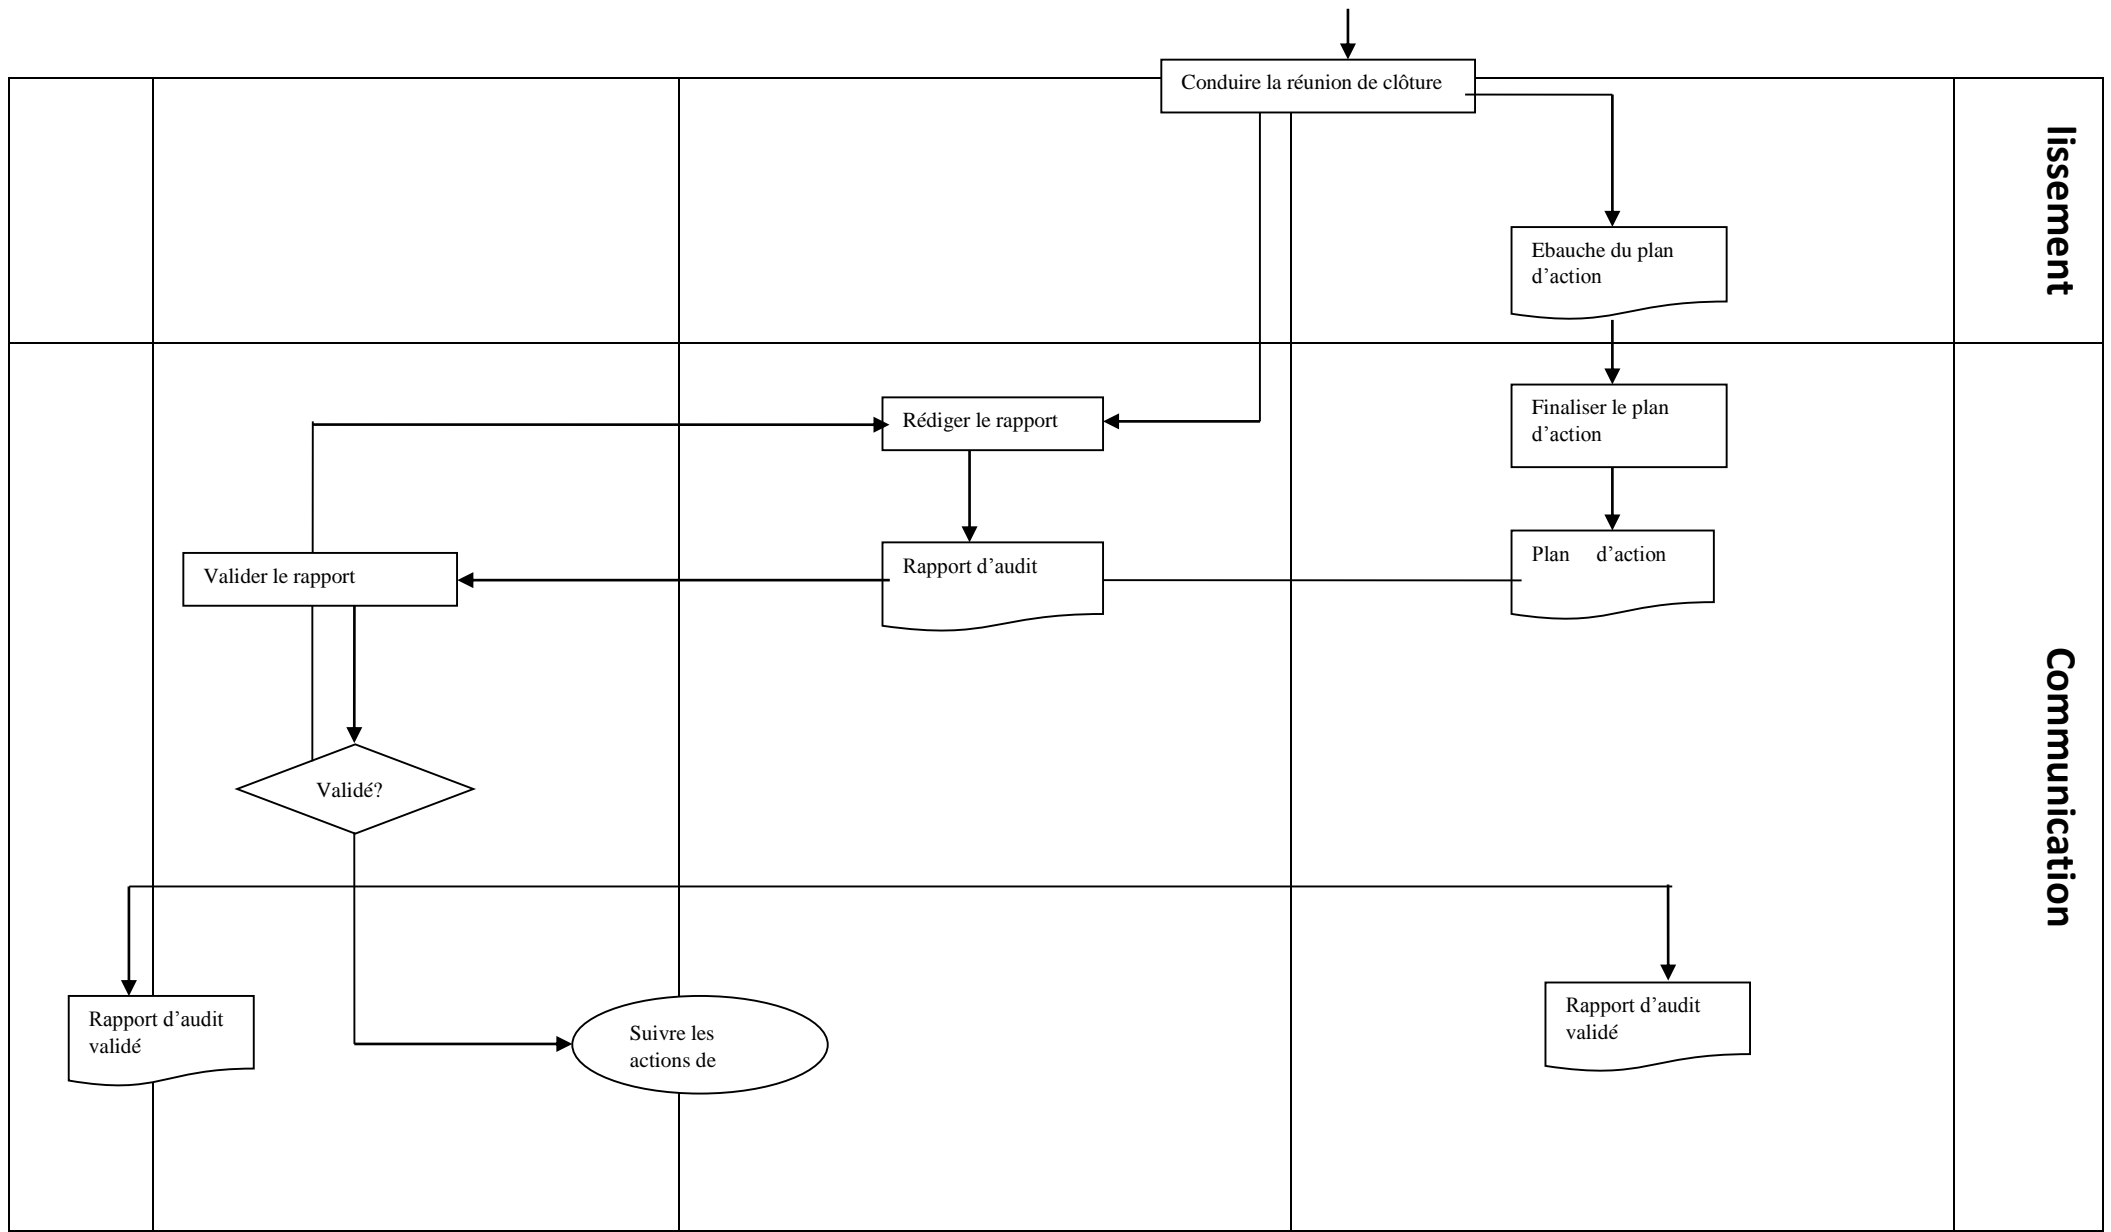 Conduire la réunion de clôture
lissement
Ebauche du plan
d’action
Rédiger le rapport
Finaliser le plan
d’action
Valider le rapport
Rapport d’audit
Plan d’action
Communication
Validé?
Rapport d’audit
validé
Suivre les
actions de
Rapport d’audit
validé